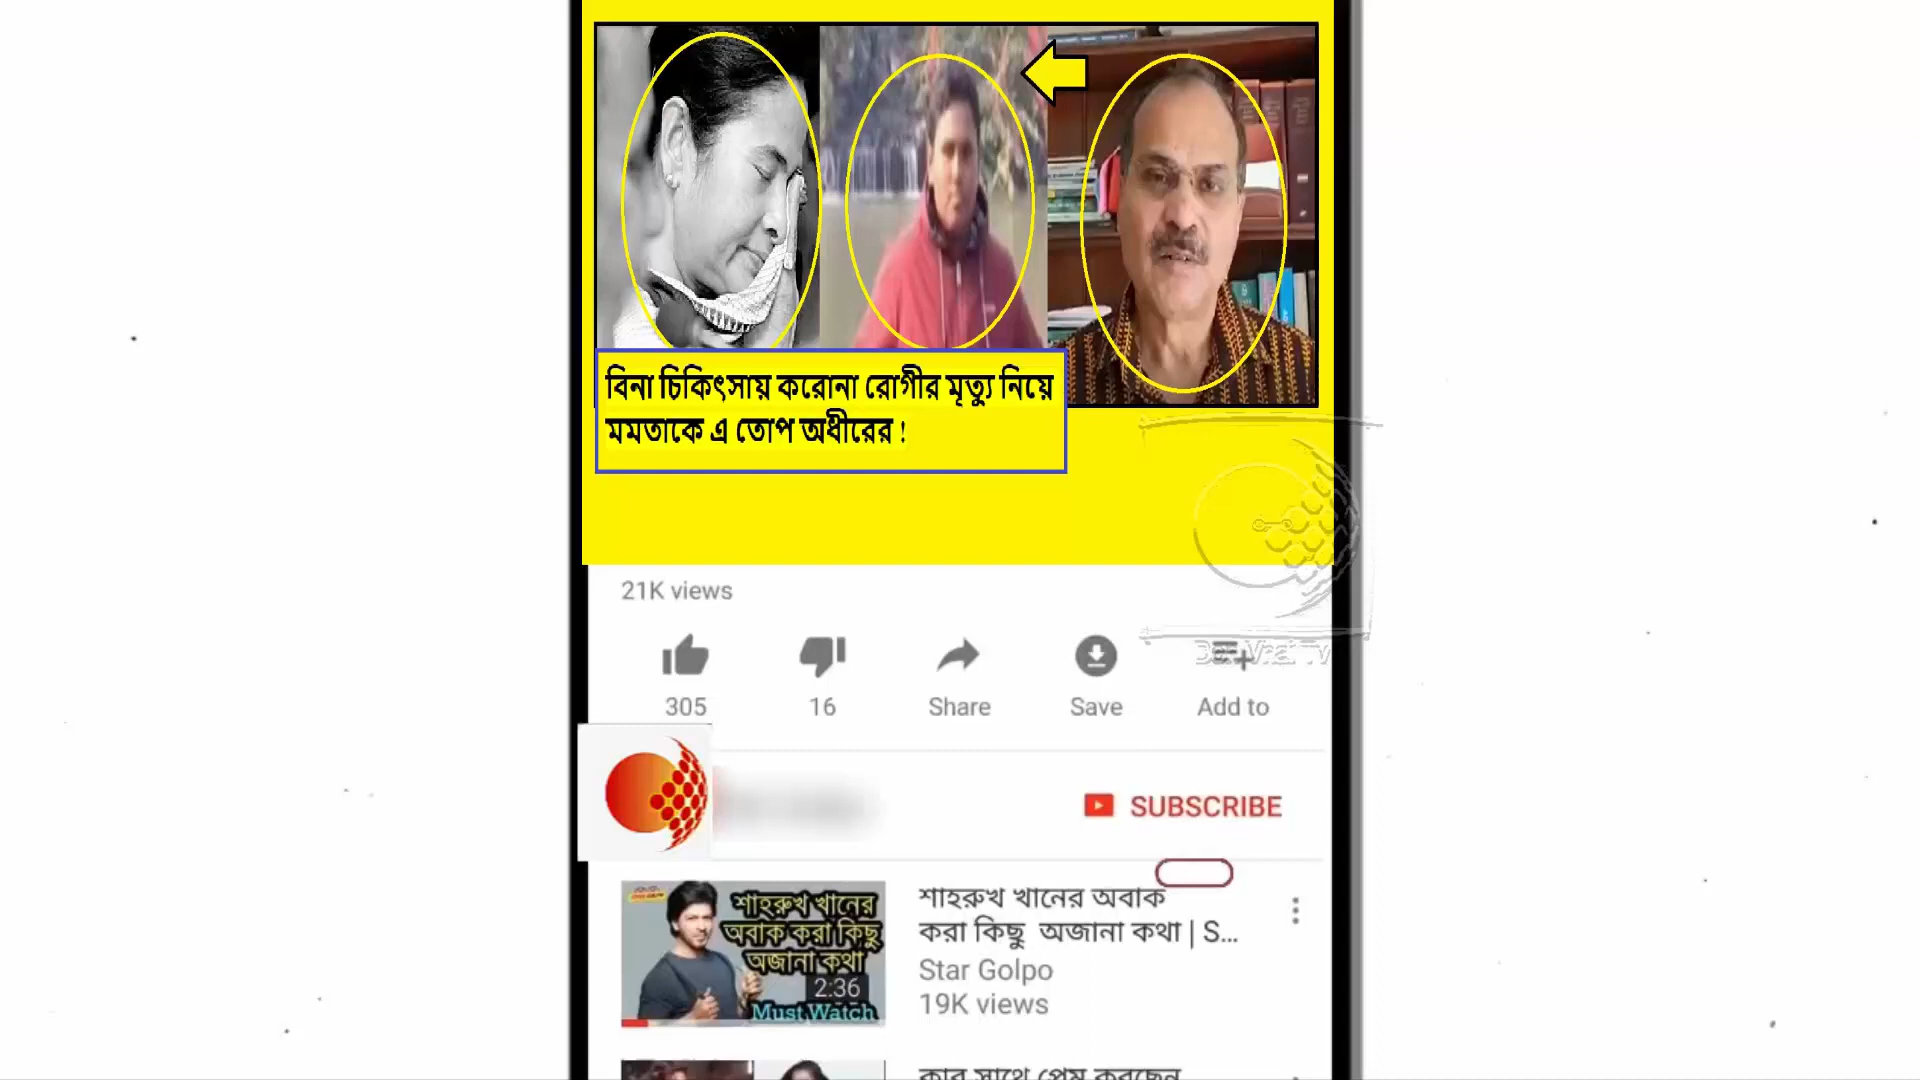 বিনা চিকিৎসায় করোনা রোগীর মৃত্যু নিয়ে
মমতাকে এ তোপ অধীরের !
21K views
305
16
Share
Save
Add to
SUBSCRIBE
শাহরুখ খানের
অবাক করা কিছু
অজানা কথা
2:36
Must Watch
শাহরুখ খানের অবাক
করা কিছু অজানা কথা | S...
Star Golpo
19K views
কার সাথে প্রেম করছেন